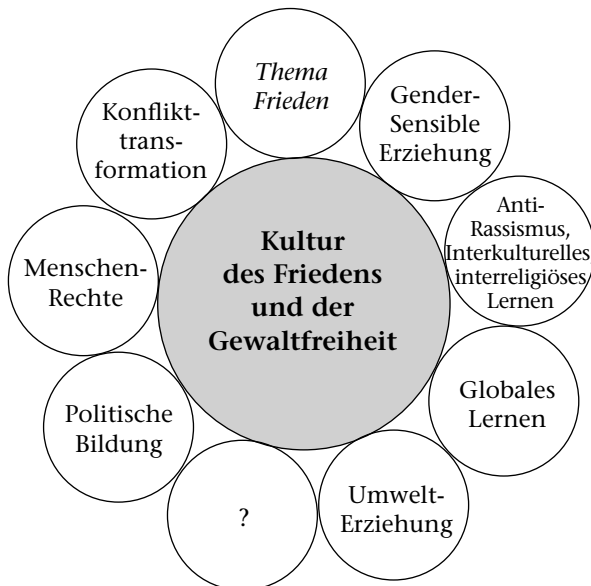 Thema
Frieden
Gender-
Sensible
Erziehung
Anti-
Rassismus,
Interkulturelles,
interreligiöses
Lernen
Globales
Lernen
Umwelt-
Erziehung
?
Politische
Bildung
Menschen-
Rechte
Konflikt-
trans-
formation
Kultur
des Friedens
und der
Gewaltfreiheit